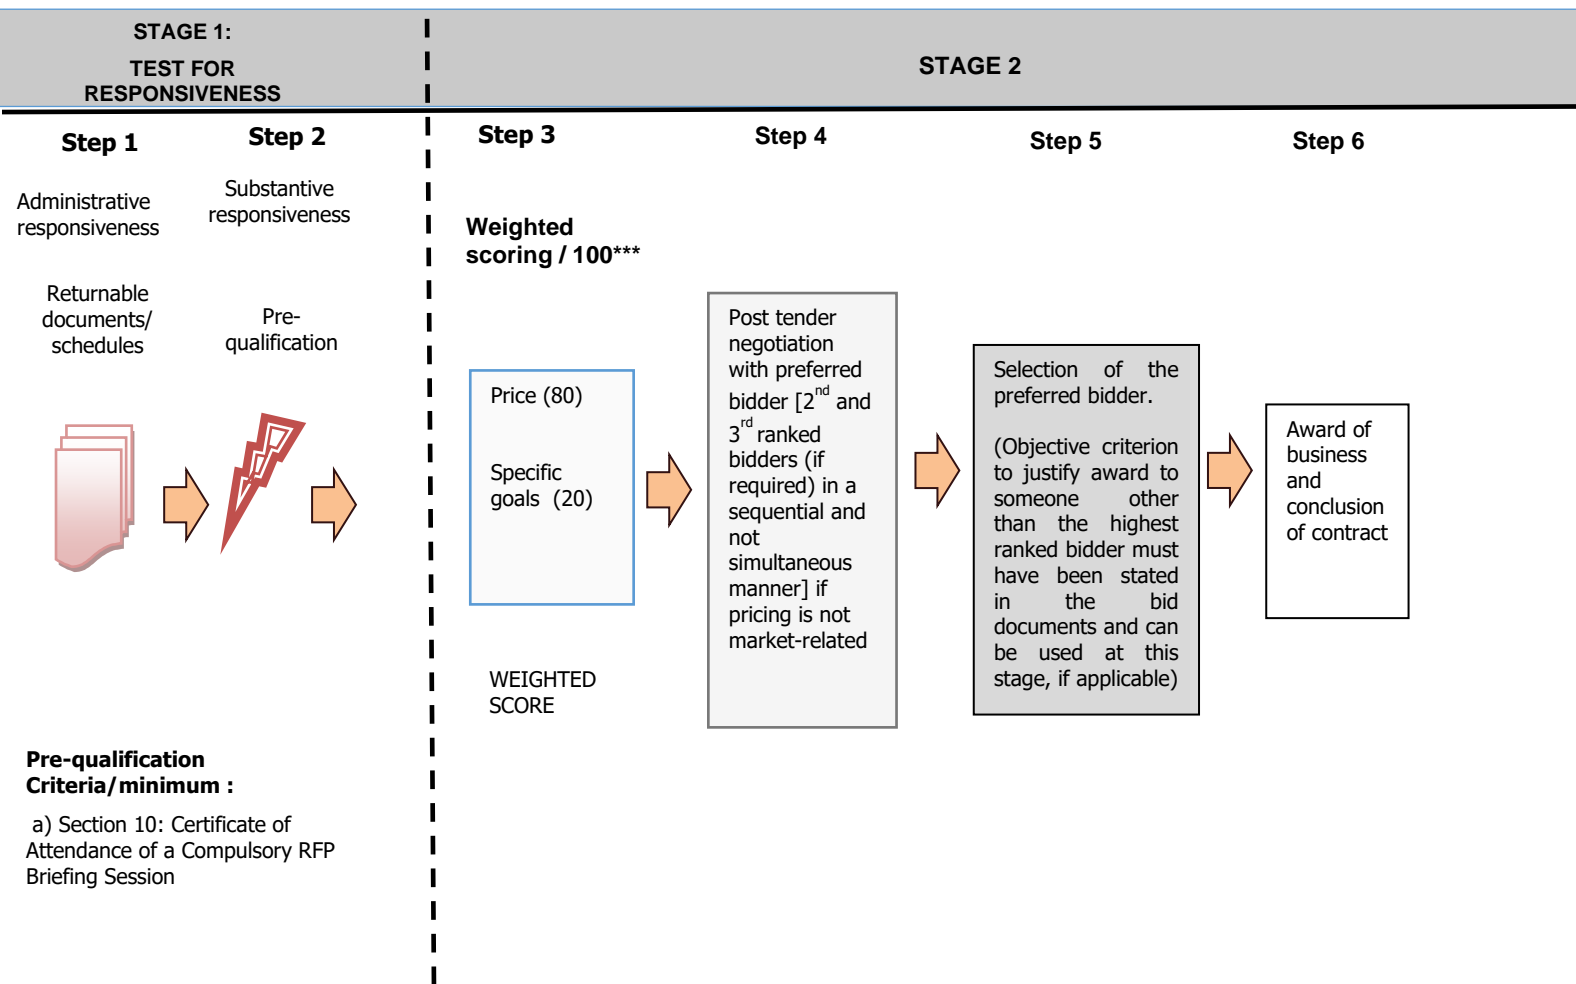 STAGE 1:
TEST FOR
RESPONSIVENESS
STAGE 2
Step 1
Step 2
Step 3
Step 4
Step 5
Step 6
Administrative
responsiveness
Substantive
responsiveness
Returnable
documents/
schedules
Pre-
qualification
Weighted
scoring / 100***
Price (80)
Specific
goals (20)
WEIGHTED
SCORE
Post tender
negotiation
with preferred
bidder [2nd and
3rd ranked
bidders (if
required) in a
sequential and
not
simultaneous
manner] if
pricing is not
market-related
Selection of the
preferred bidder.
(Objective criterion
to justify award to
someone other
than the highest
ranked bidder must
have been stated
in the bid
documents and can
be used at this
stage, if applicable)
Award of
business
and
conclusion
of contract
Pre-qualification
Criteria/minimum :
a) Section 10: Certificate of
Attendance of a Compulsory RFP
Briefing Session